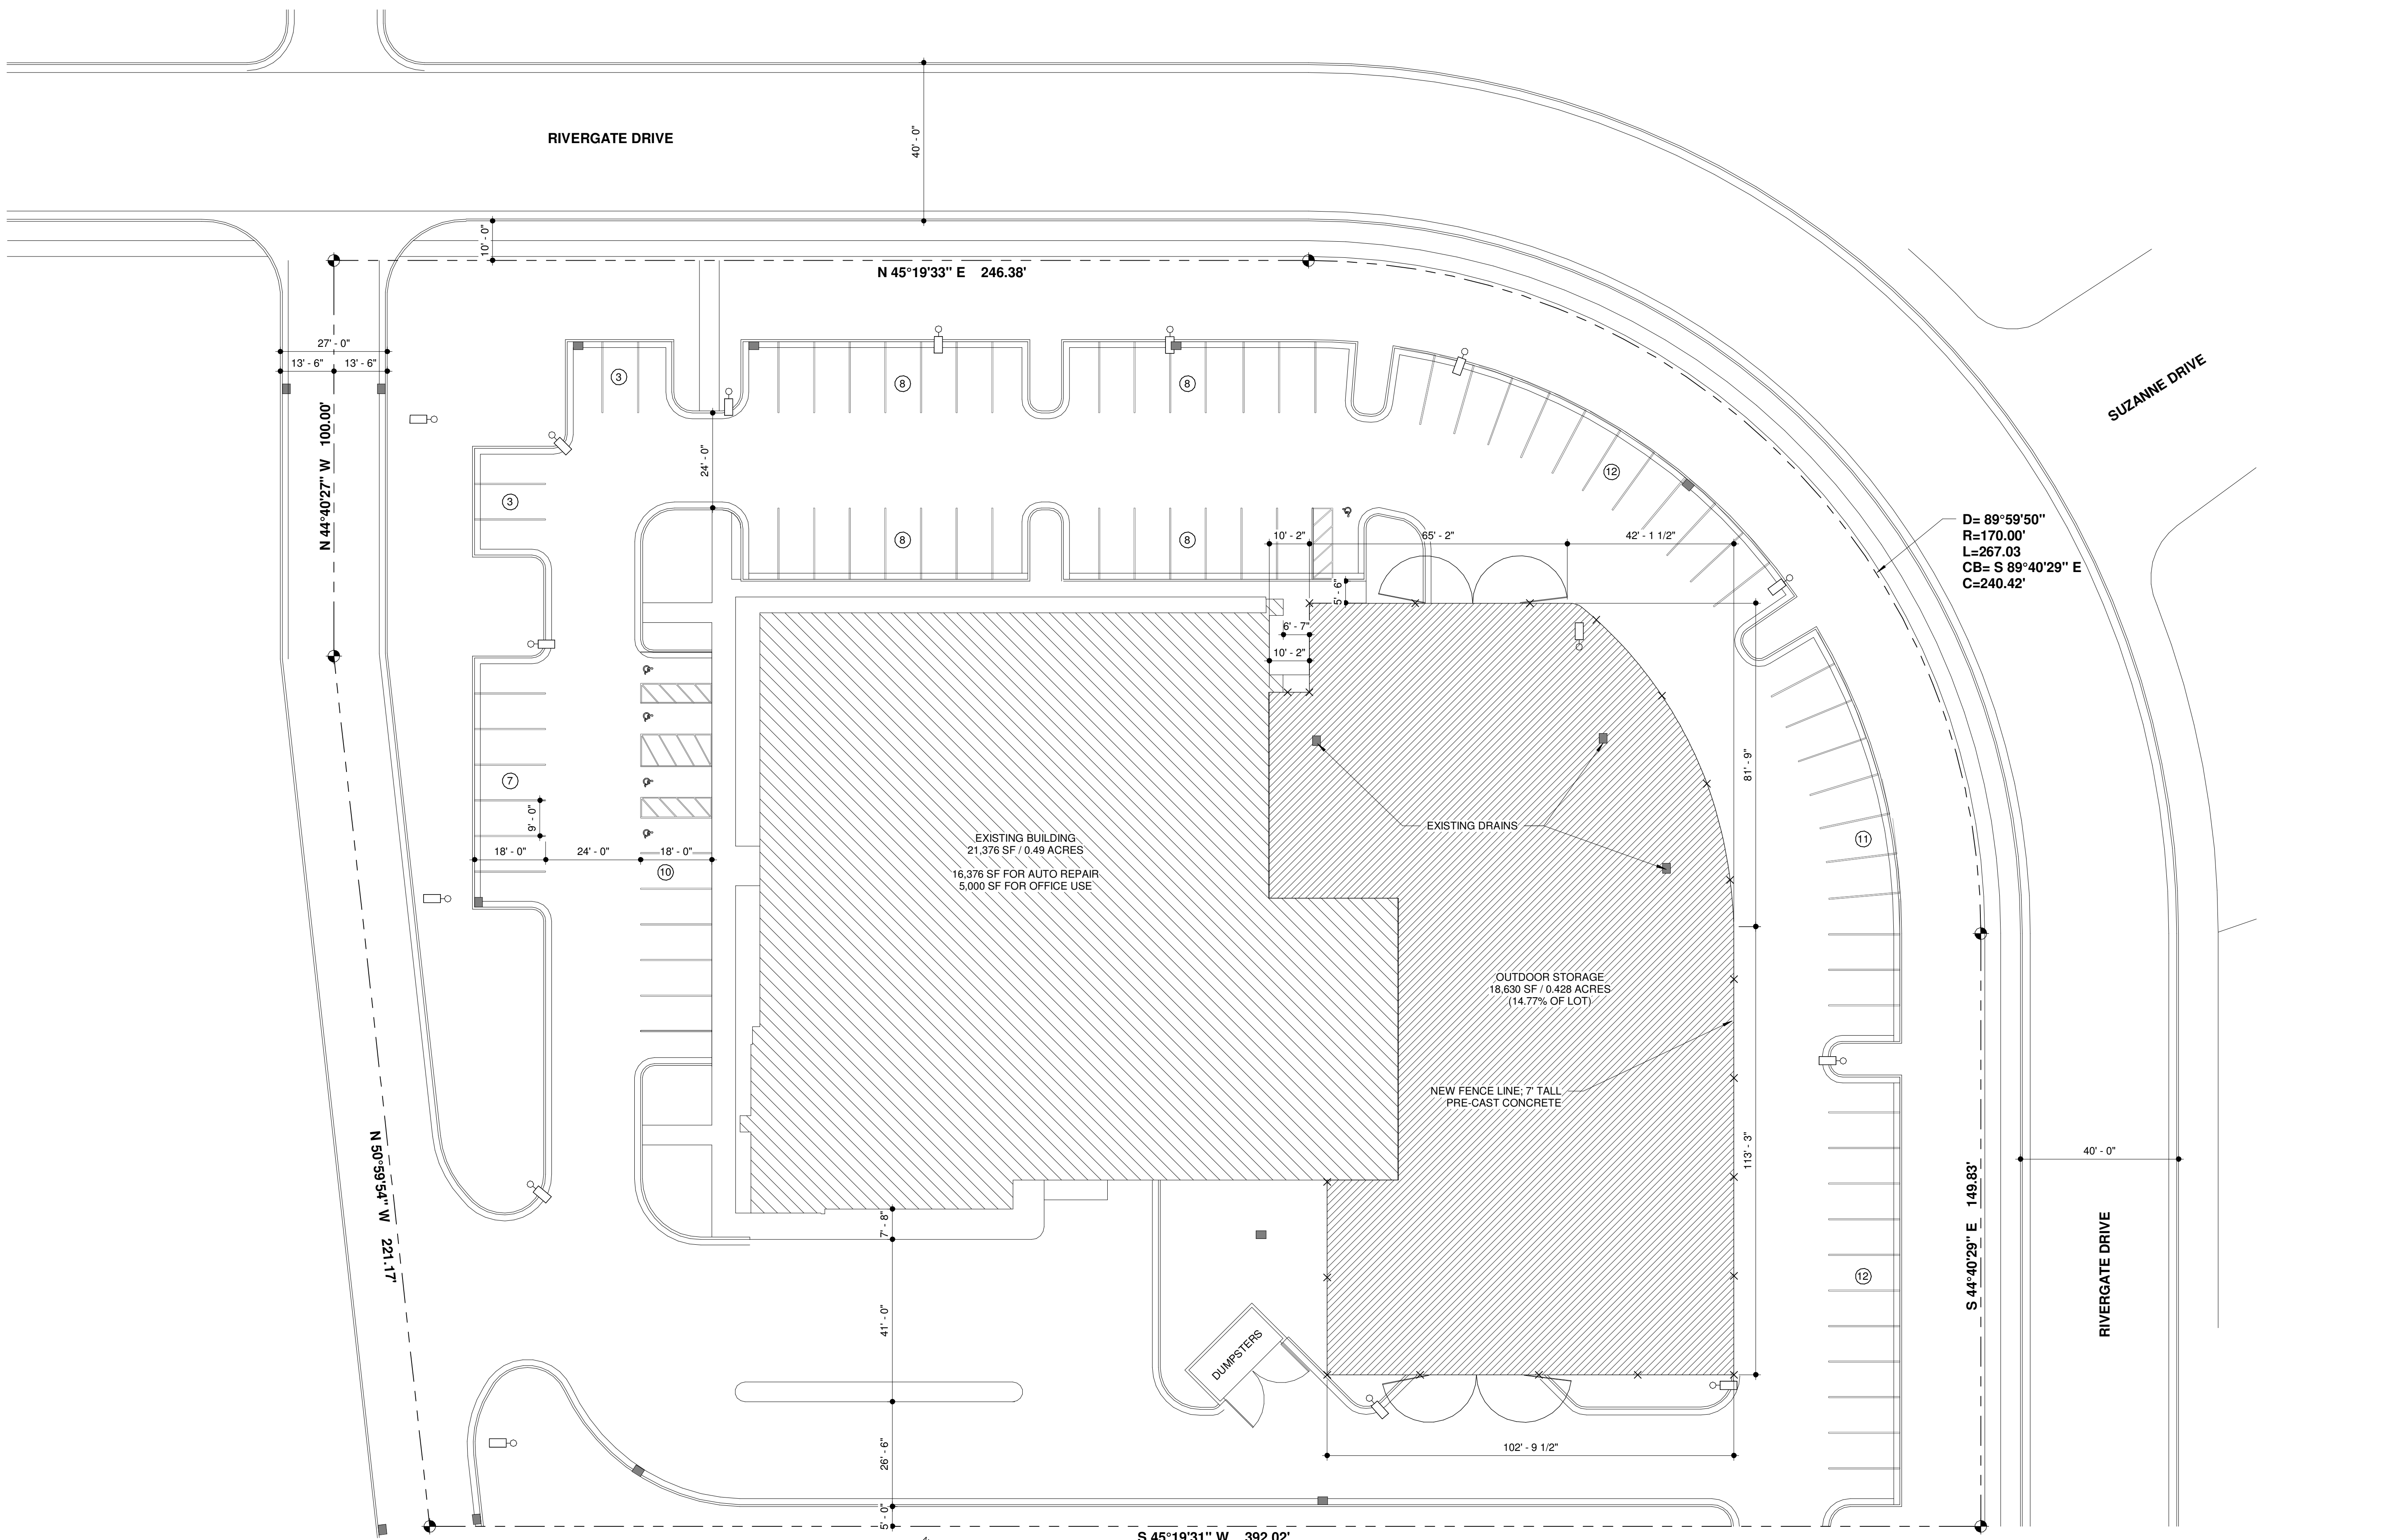 RIVERGATE DRIVE
40' - 0"
10' - 0"
N 45°19'33" E 246.38'
27' - 0"
13' - 6" 13' - 6"
N 44°40'27" W 100.00'
3
8
8
3
24' - 0"
12
SUZANNE DRIVE
D= 89°59'50"
R=170.00'
L=267.03
CB= S 89°40'29" E
C=240.42'
8
8
10' - 2"
65' - 2"
42' - 1 1/2"
5' - 6"
6' - 7"
10' - 2"
7
9' - 0"
18' - 0"
24' - 0"
18' - 0"
10
EXISTING BUILDING
21,376 SF / 0.49 ACRES
16,376 SF FOR AUTO REPAIR
5,000 SF FOR OFFICE USE
EXISTING DRAINS
81' - 9"
11
OUTDOOR STORAGE
18,630 SF / 0.428 ACRES
(14.77% OF LOT)
NEW FENCE LINE; 7' TALL
PRE-CAST CONCRETE
113' - 3"
40' - 0"
N 50°59'54" W 221.17'
7' - 8"
41' - 0"
DUMPSTERS
12
S 44°40'29" E 149.83'
RIVERGATE DRIVE
102' - 9 1/2"
26' - 6"
5' - 0"
S 45°19'31" W 392.02'